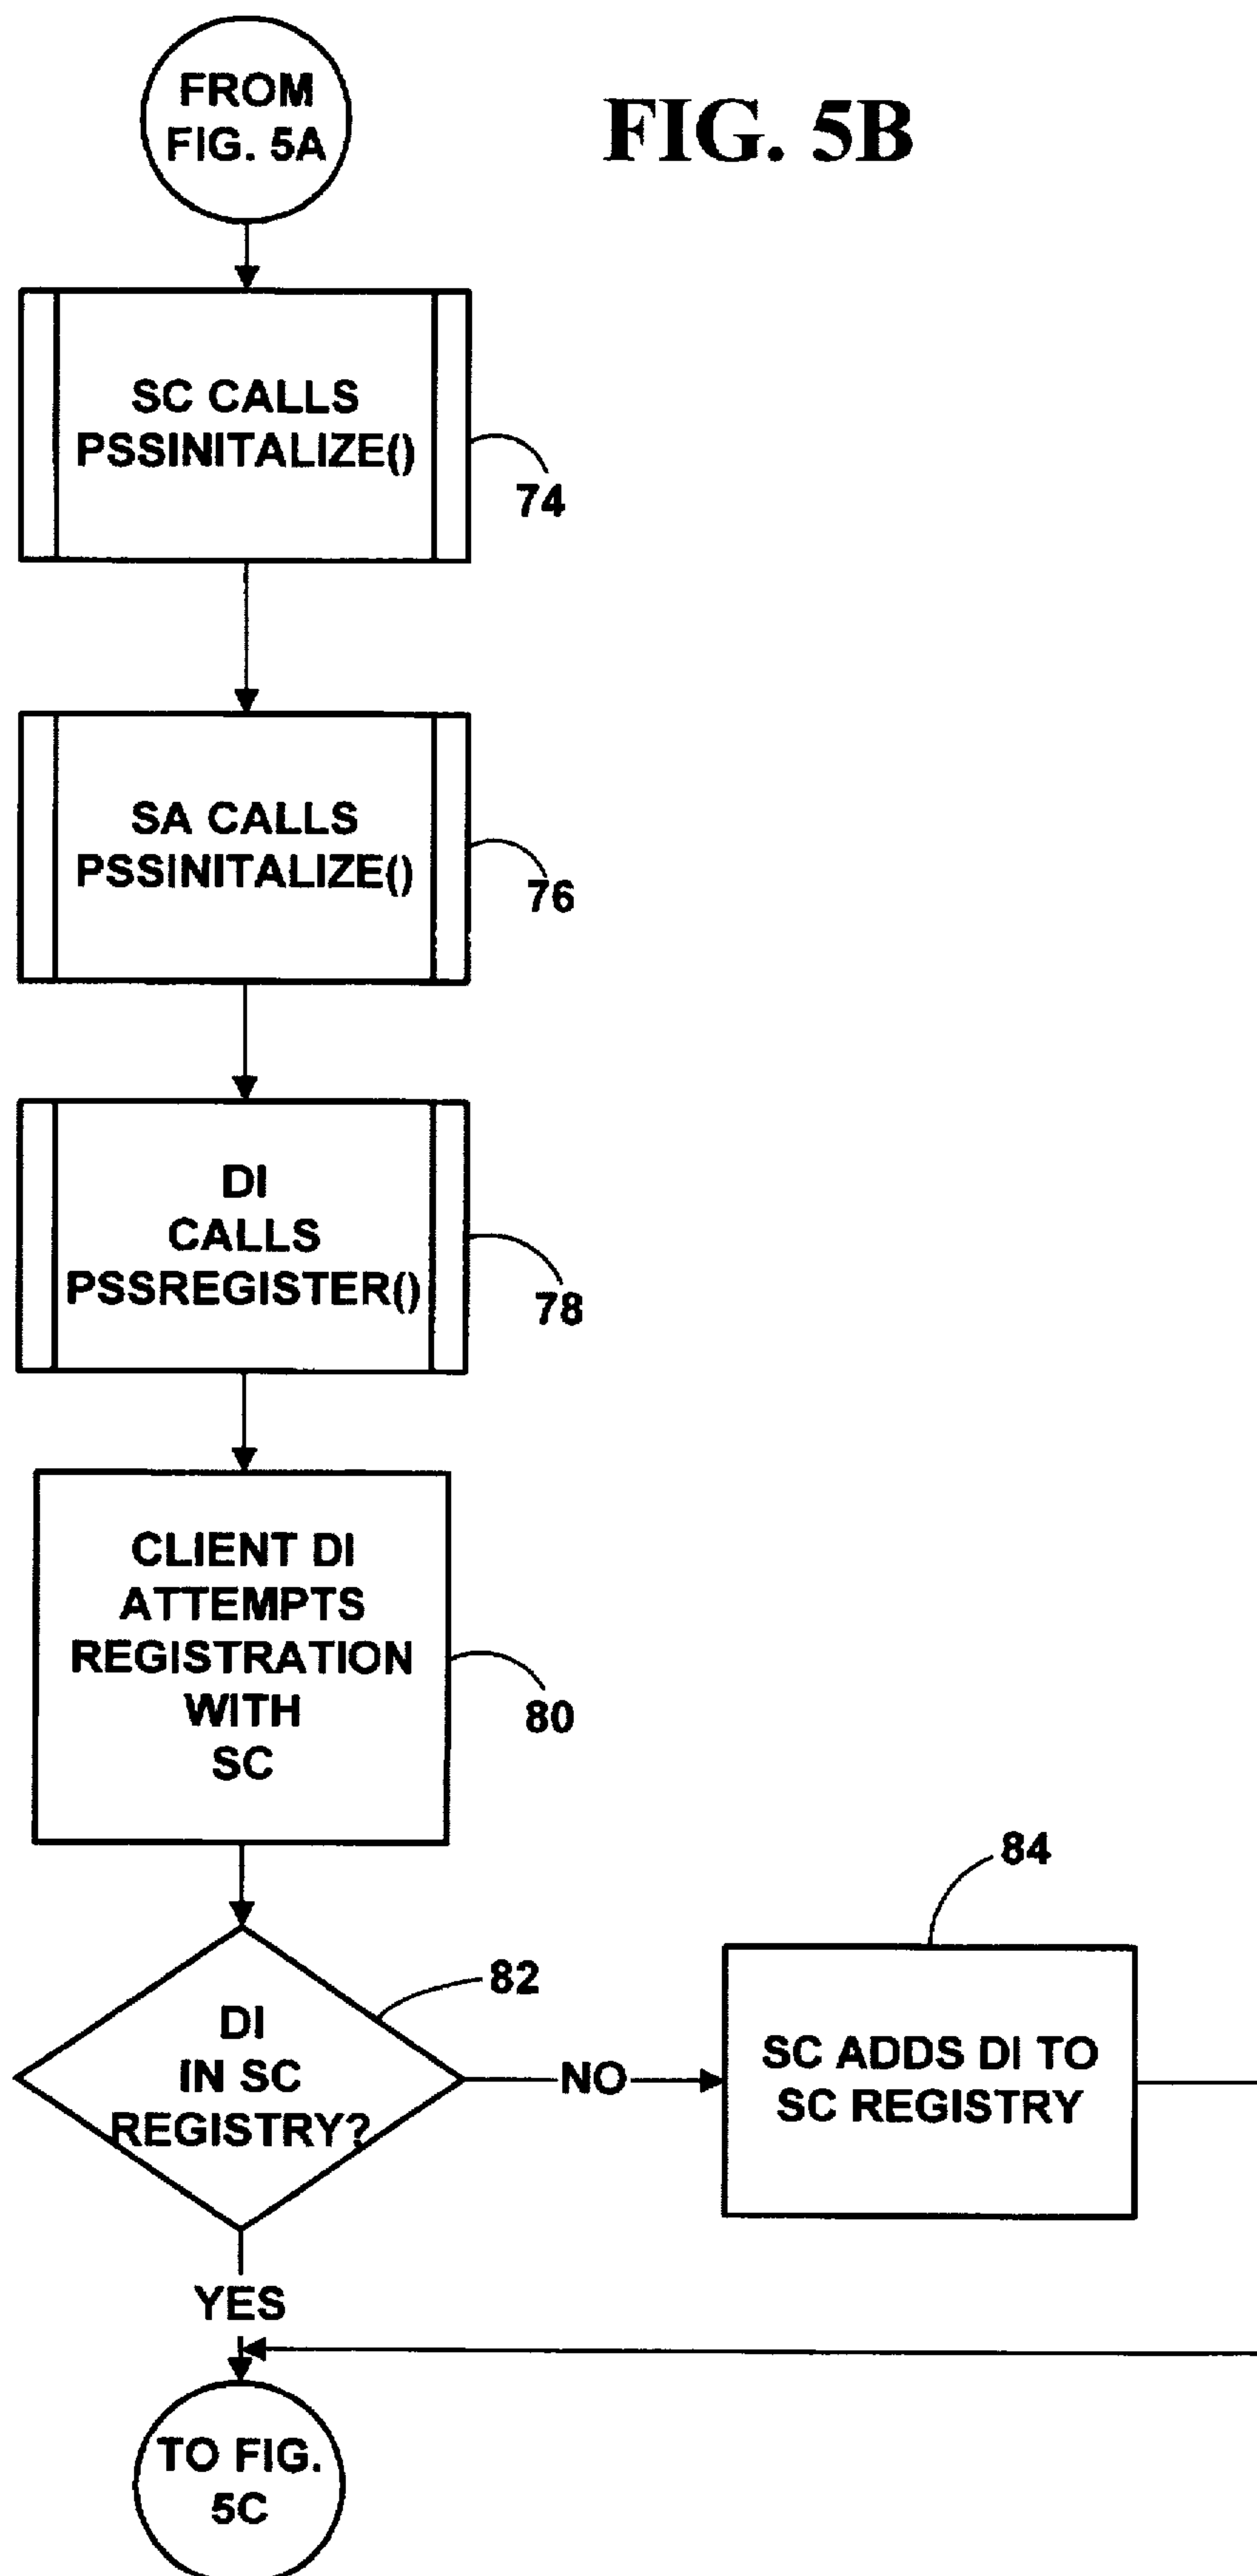 FROM
FIG. 5A
FIG. 5B
SC CALLS
PSSINITALIZE()
74
SA CALLS
PSSINITALIZE()
76
DI
CALLS
PSSREGISTER()
78
CLIENT DI
ATTEMPTS
REGISTRATION
WITH
SC
80
DI
IN SC
REGISTRY?
82
NO
84
SC ADDS DI TO
SC REGISTRY
YES
TO FIG.
5C